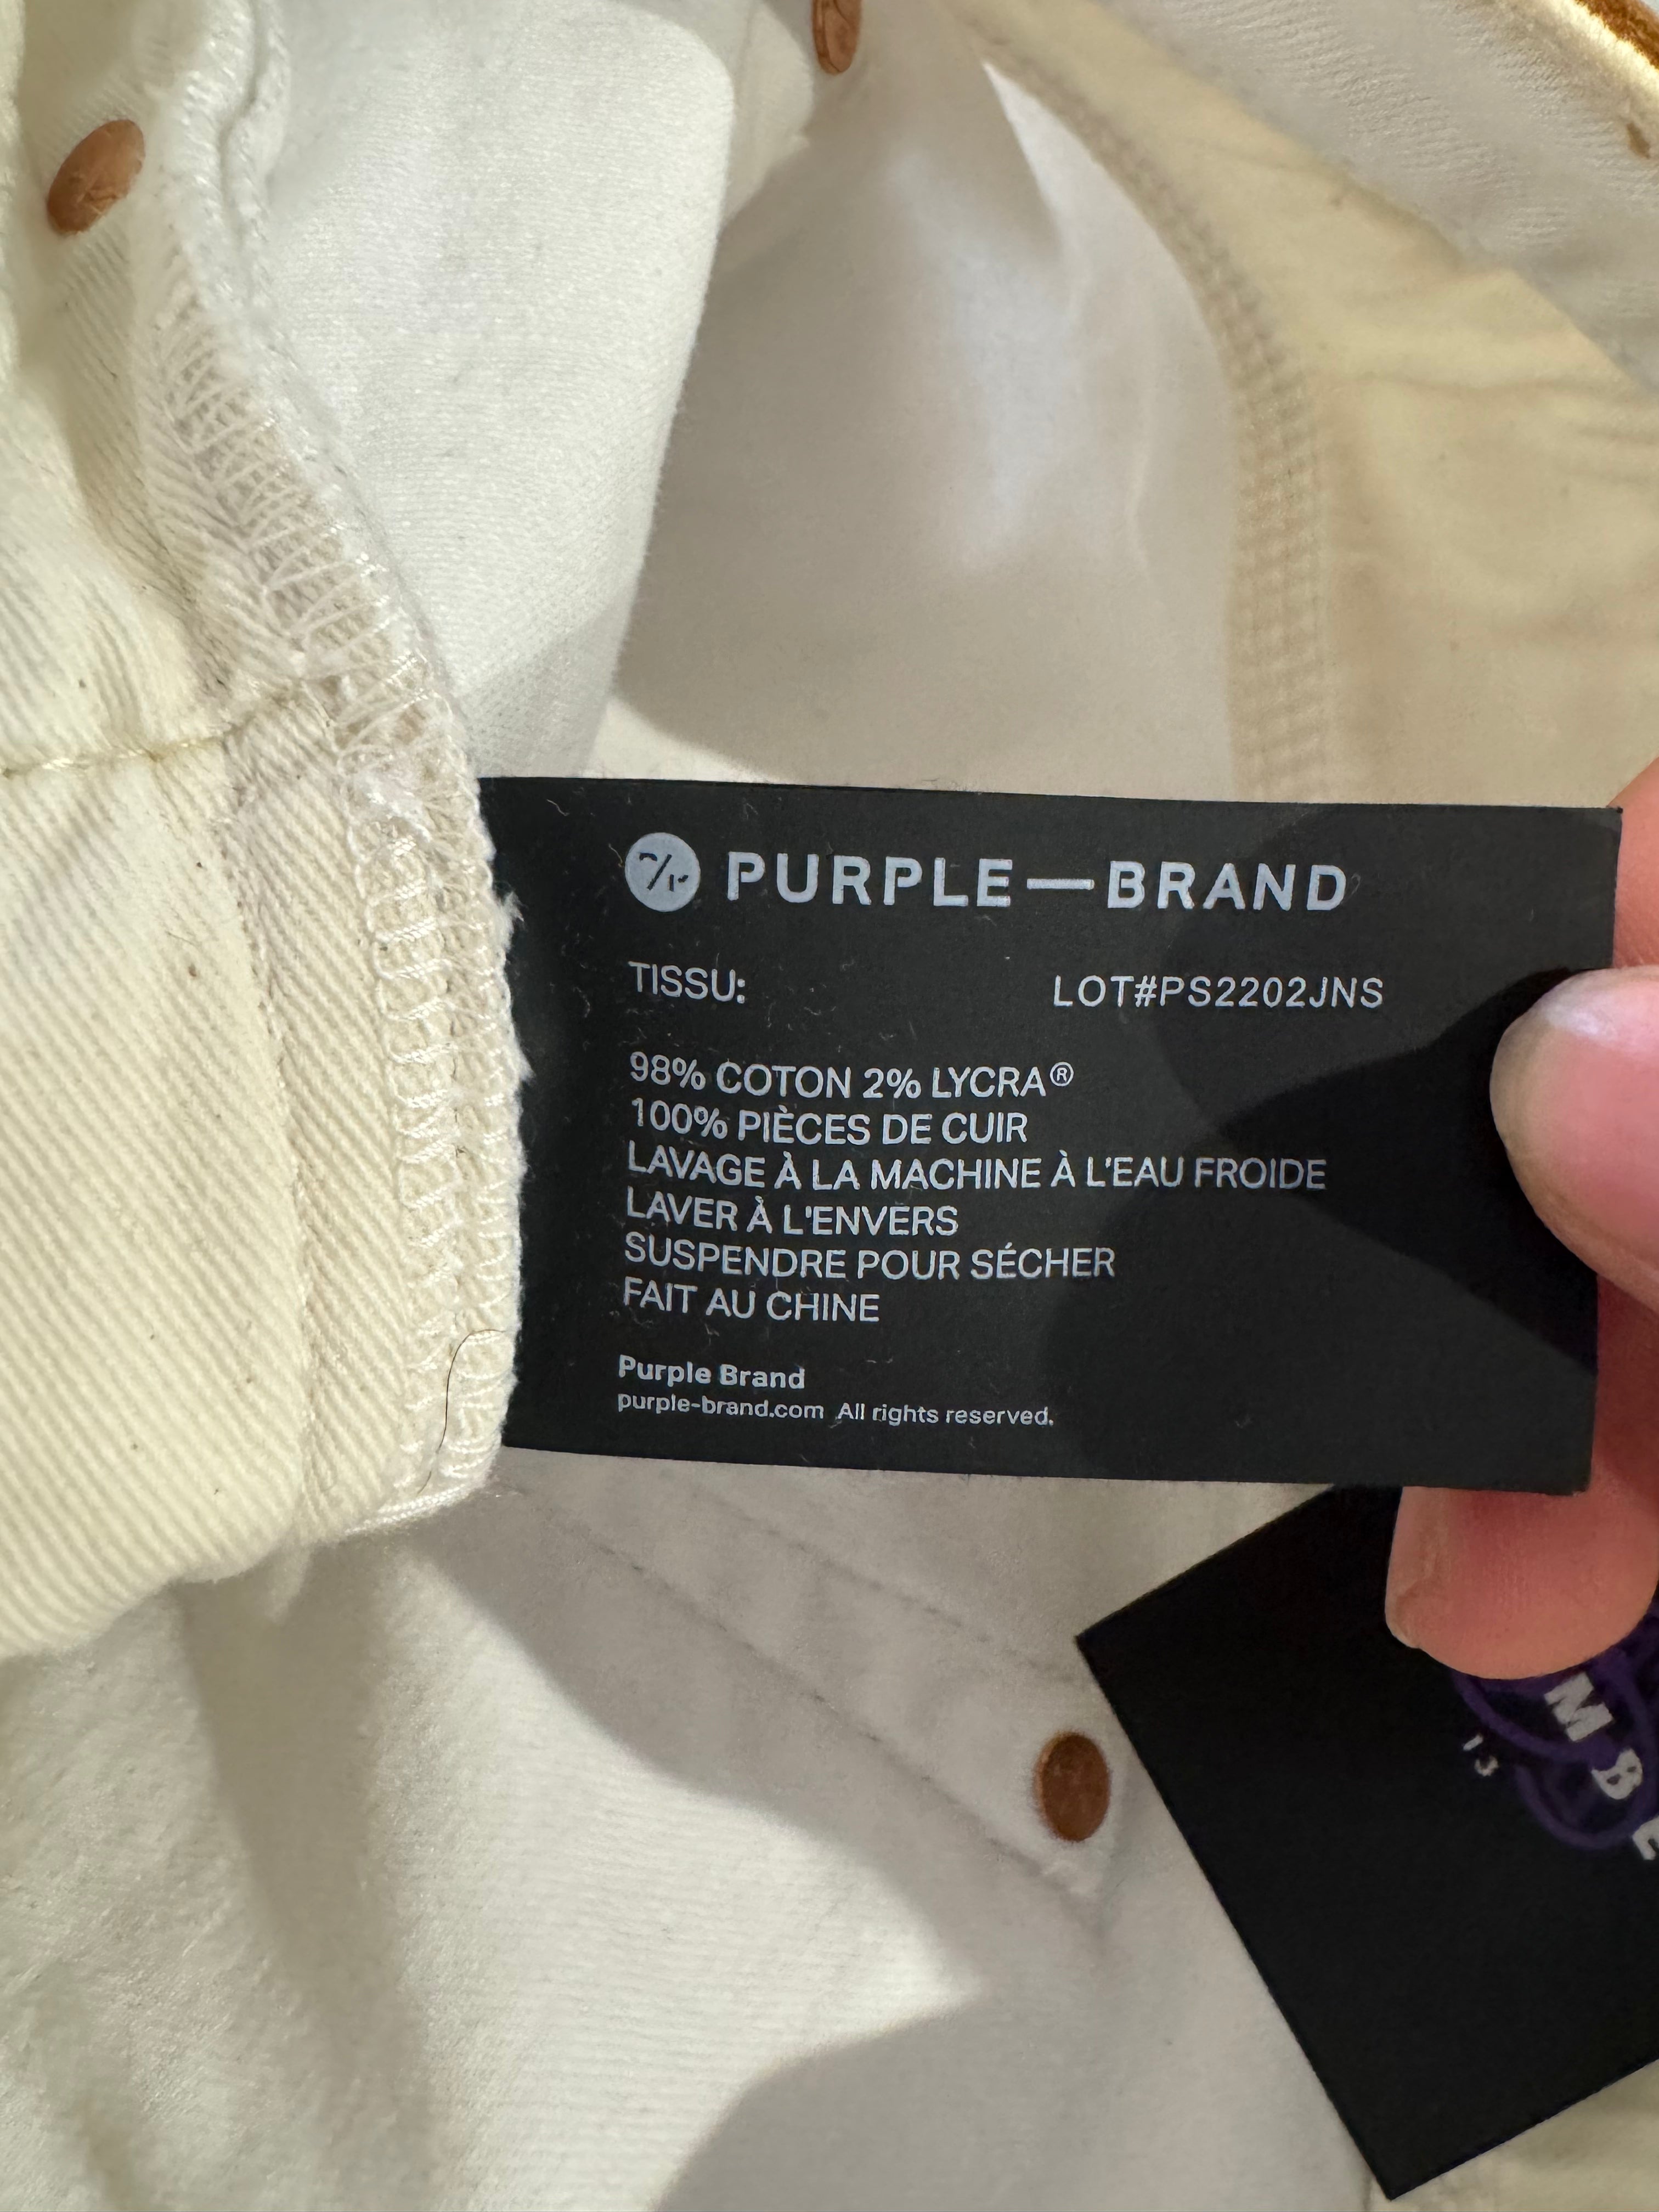 PURPLE—BRAND
TISSU: LOT#PS2202JNS
98% COTON 2% LYCRA®
100% PIÈCES DE CUIR
LAVAGE À LA MACHINE À L'EAU FROIDE
LAVER À L'ENVERS
SUSPENDRE POUR SÉCHER
FAIT AU CHINE
Purple Brand
purple-brand.com All rights reserved.
13